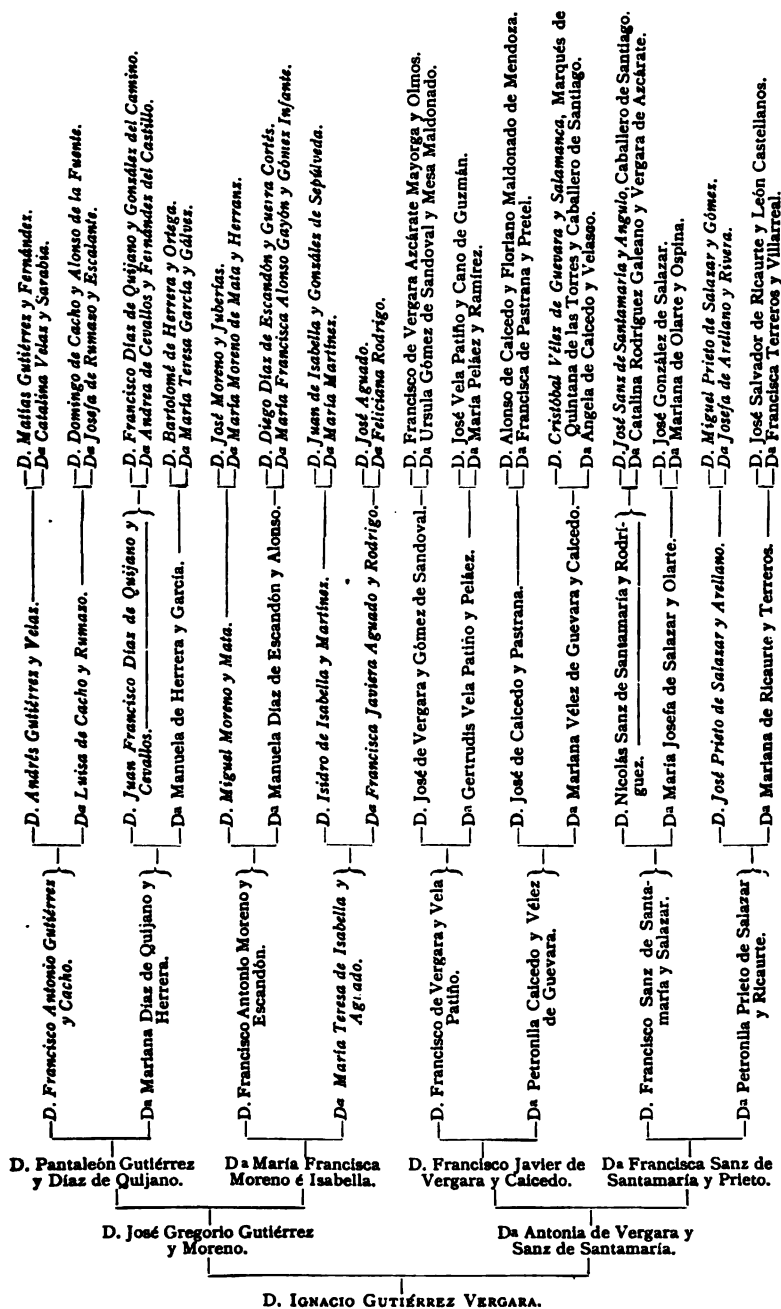 D. Matías Gutiérrez y Fernández.
Dª Catalina Velas y Sarabia.
D. Domingo de Cacho y Alonso de la Fuente.
Dª Josefa de Rumazo y Escalante.
D. Francisco Díaz de Quijano y González del Camino.
Dª Andrea de Cevallos y Fernández del Castillo.
D. Bartolomé de Herrera y Ortega.
Dª María Teresa García y Gálvez.
D. José Moreno y Juberías.
Dª María Moreno de Mata y Herranz.
D. Diego Díaz de Escandón y Guerra Cortés.
Dª María Francisca Alonso Gayón y Gómez Infante.
D. Juan de Isabella y González de Sepúlveda.
Dª María Martínez.
D. José Aguado.
Dª Feliciana Rodrigo.
D. Francisco de Vergara Azcárate Mayorga y Olmos.
Dª Ursula Gómez de Sandoval y Mesa Maldonado.
D. José Vela Patiño y Cano de Guzmán.
Dª María Peláez y Ramírez.
D. Alonso de Caicedo y Floriano Maldonado de Mendoza.
Dª Francisca de Pastrana y Pretel.
D. Cristóbal Vélez de Guevara y Salamanca, Marqués de
Quintana de las Torres y Caballero de Santiago.
Dª Angela de Caicedo y Velasco.
D. José Sanz de Santamaría y Angulo, Caballero de Santiago.
Dª Catalina Rodríguez Galeano y Vergara de Azcárate.
D. José González de Salazar.
Dª Mariana de Olarte y Ospina.
D. Miguel Prieto de Salazar y Gómez.
Dª Josefa de Arellano y Rivera.
D. José Salvador de Ricaurte y León Castellanos.
Dª Francisca Terreros y Villarreal.
D. Andrés Gutiérrez y Velas.
Dª Luisa de Cacho y Rumazo.
D. Juan Francisco Díaz de Quijano y
Cevallos.
Dª Manuela de Herrera y García.
D. Miguel Moreno y Mata.
Dª Manuela Díaz de Escandón y Alonso.
D. Isidro de Isabella y Martínez.
Dª Francisca Javiera Aguado y Rodrigo.
D. José de Vergara y Gómez de Sandoval.
Dª Gertrudis Vela Patiño y Peláez.
D. José de Caicedo y Pastrana.
Dª Mariana Vélez de Guevara y Caicedo.
D. Nicolás Sanz de Santamaría y Rodrí-
guez.
Dª María Josefa de Salazar y Olarte.
D. José Prieto de Salazar y Arellano.
Dª Mariana de Ricaurte y Terreros.
D. Francisco Antonio Gutiérrez
y Cacho.
Dª Mariana Díaz de Quijano y
Herrera.
D. Francisco Antonio Moreno y
Escandón.
Dª María Teresa de Isabella y
Aguado.
D. Francisco de Vergara y Vela
Patiño.
Dª Petronila Caicedo y Vélez
de Guevara.
D. Francisco Sanz de Santa-
maría y Salazar.
Dª Petronila Prieto de Salazar
y Ricaurte.
D. Pantaleón Gutiérrez
y Díaz de Quijano.
Dª María Francisca
Moreno é Isabella.
D. Francisco Javier de
Vergara y Caicedo.
Dª Francisca Sanz de
Santamaría y Prieto.
D. José Gregorio Gutiérrez
y Moreno.
Dª Antonia de Vergara y
Sanz de Santamaría.
D. IGNACIO GUTIÉRREZ VERGARA.